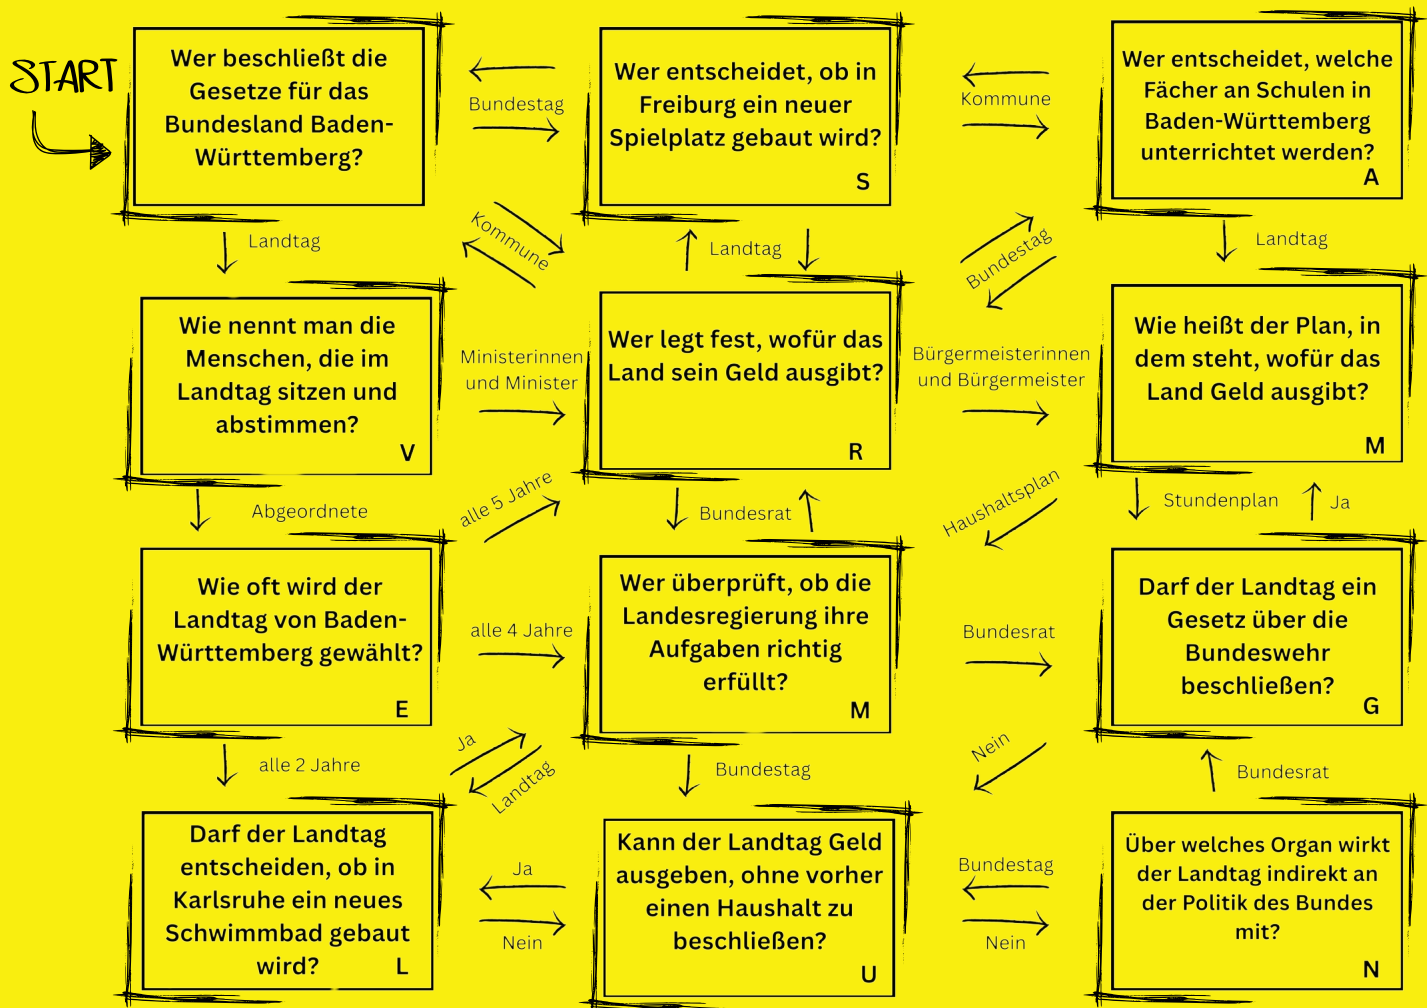 START
Wer beschließt die
Gesetze für das
Bundesland Baden-
Württemberg?
Bundestag
Wer entscheidet, ob in
Freiburg ein neuer
Spielplatz gebaut wird?
S
Kommune
Wer entscheidet, welche
Fächer an Schulen in
Baden-Württemberg
unterrichtet werden?
A
Landtag
Kommune
Landtag
Bundestag
Landtag
Wie nennt man die
Menschen, die im
Landtag sitzen und
abstimmen?
V
Ministerinnen
und Minister
Wer legt fest, wofür das
Land sein Geld ausgibt?
R
Bürgermeisterinnen
und Bürgermeister
Wie heißt der Plan, in
dem steht, wofür das
Land Geld ausgibt?
M
Abgeordnete
alle 5 Jahre
Bundesrat
Haushaltsplan
Stundenplan
Ja
Wie oft wird der
Landtag von Baden-
Württemberg gewählt?
E
alle 4 Jahre
Wer überprüft, ob die
Landesregierung ihre
Aufgaben richtig
erfüllt?
M
Bundesrat
Darf der Landtag ein
Gesetz über die
Bundeswehr
beschließen?
G
alle 2 Jahre
Ja
Landtag
Bundestag
Nein
Bundesrat
Darf der Landtag
entscheiden, ob in
Karlsruhe ein neues
Schwimmbad gebaut
wird?
L
Ja
Nein
Kann der Landtag Geld
ausgeben, ohne vorher
einen Haushalt zu
beschließen?
U
Bundestag
Nein
Über welches Organ wirkt
der Landtag indirekt an
der Politik des Bundes
mit?
N